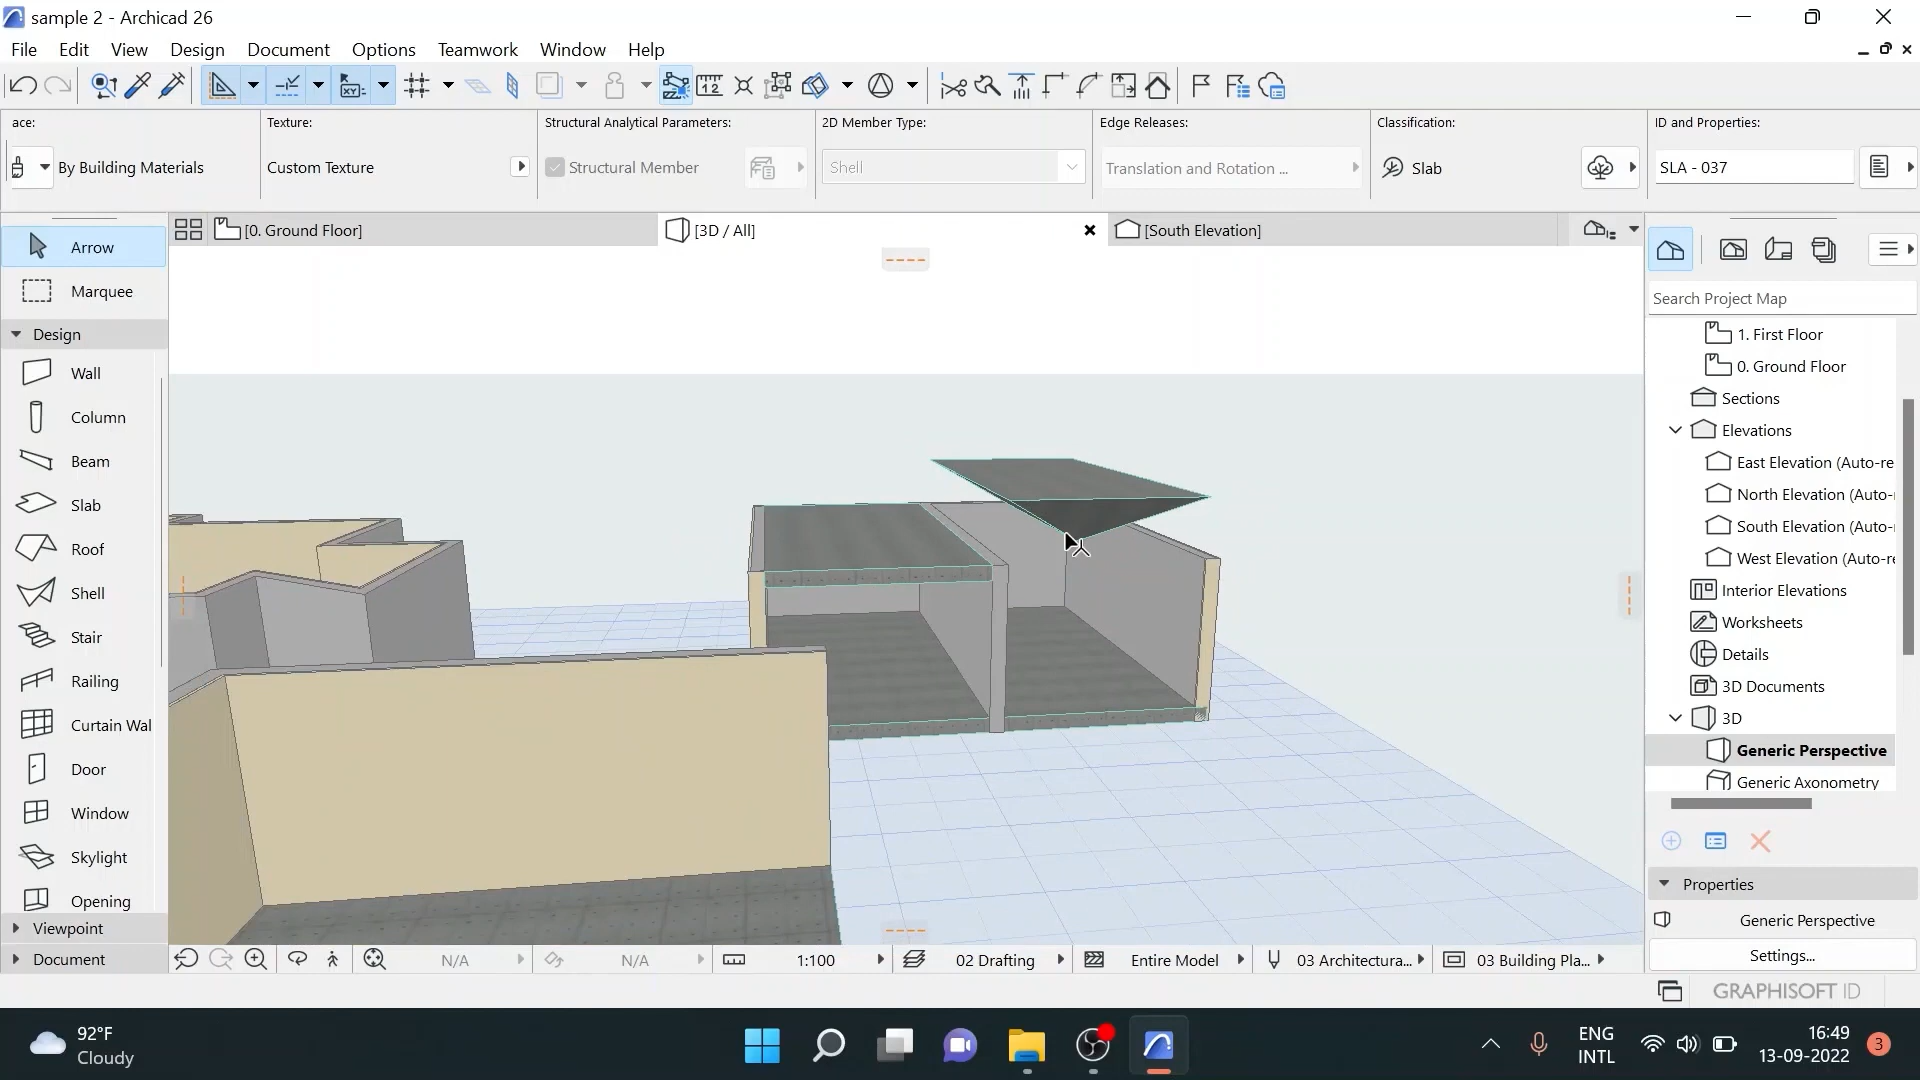 sample 2 - Archicad 26
File Edit View Design Document Options Teamwork Window Help
ace:
By Building Materials
Texture:
Custom Texture
Structural Analytical Parameters:
Structural Member
2D Member Type:
Shell
Edge Releases:
Translation and Rotation ...
Classification:
Slab
ID and Properties:
SLA - 037
[0. Ground Floor]
[3D / All]
[South Elevation]
Arrow
Marquee
Design
Wall
Column
Beam
Slab
Roof
Shell
Stair
Railing
Curtain Wal
Door
Window
Skylight
Opening
Viewpoint
Document
Search Project Map
1. First Floor
0. Ground Floor
Sections
Elevations
East Elevation (Auto-re
North Elevation (Auto-
South Elevation (Auto-
West Elevation (Auto-re
Interior Elevations
Worksheets
Details
3D Documents
3D
Generic Perspective
Generic Axonometry
Properties
Generic Perspective
Settings...
N/A
N/A
1:100
02 Drafting
Entire Model
03 Architectura...
03 Building Pla...
GRAPHISOFT ID
92°F
Cloudy
ENG
INTL
16:49
13-09-2022
3